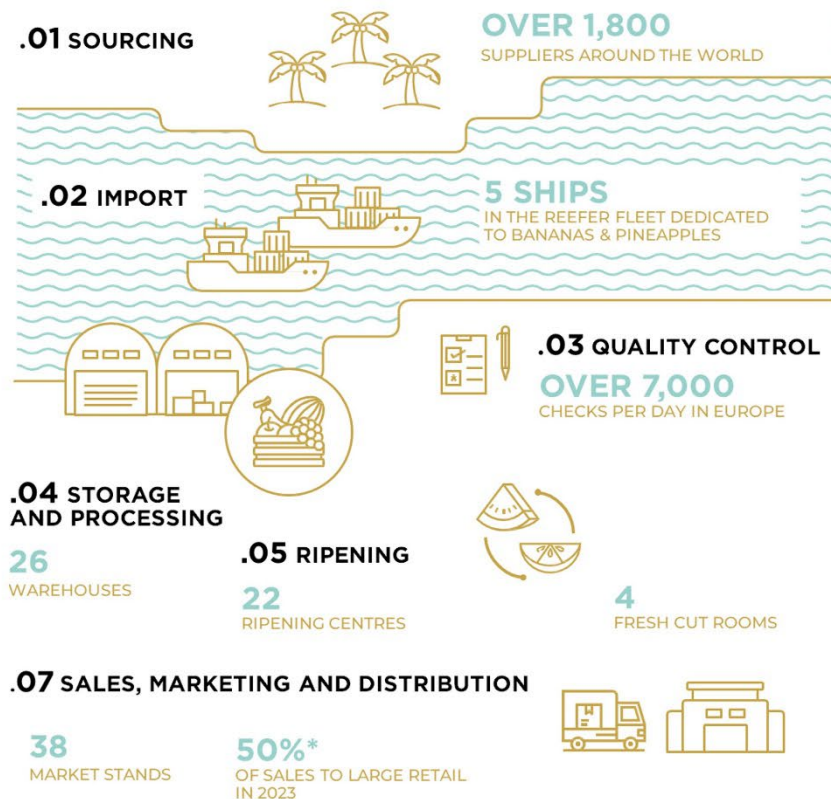 .01 SOURCING
OVER 1,800
SUPPLIERS AROUND THE WORLD
.02 IMPORT
5 SHIPS
IN THE REEFER FLEET DEDICATED
TO BANANAS & PINEAPPLES
.03 QUALITY CONTROL
OVER 7,000
CHECKS PER DAY IN EUROPE
.04 STORAGE
AND PROCESSING
26
WAREHOUSES
.05 RIPENING
22
RIPENING CENTRES
4
FRESH CUT ROOMS
.07 SALES, MARKETING AND DISTRIBUTION
38
MARKET STANDS
50%*
OF SALES TO LARGE RETAIL
IN 2023